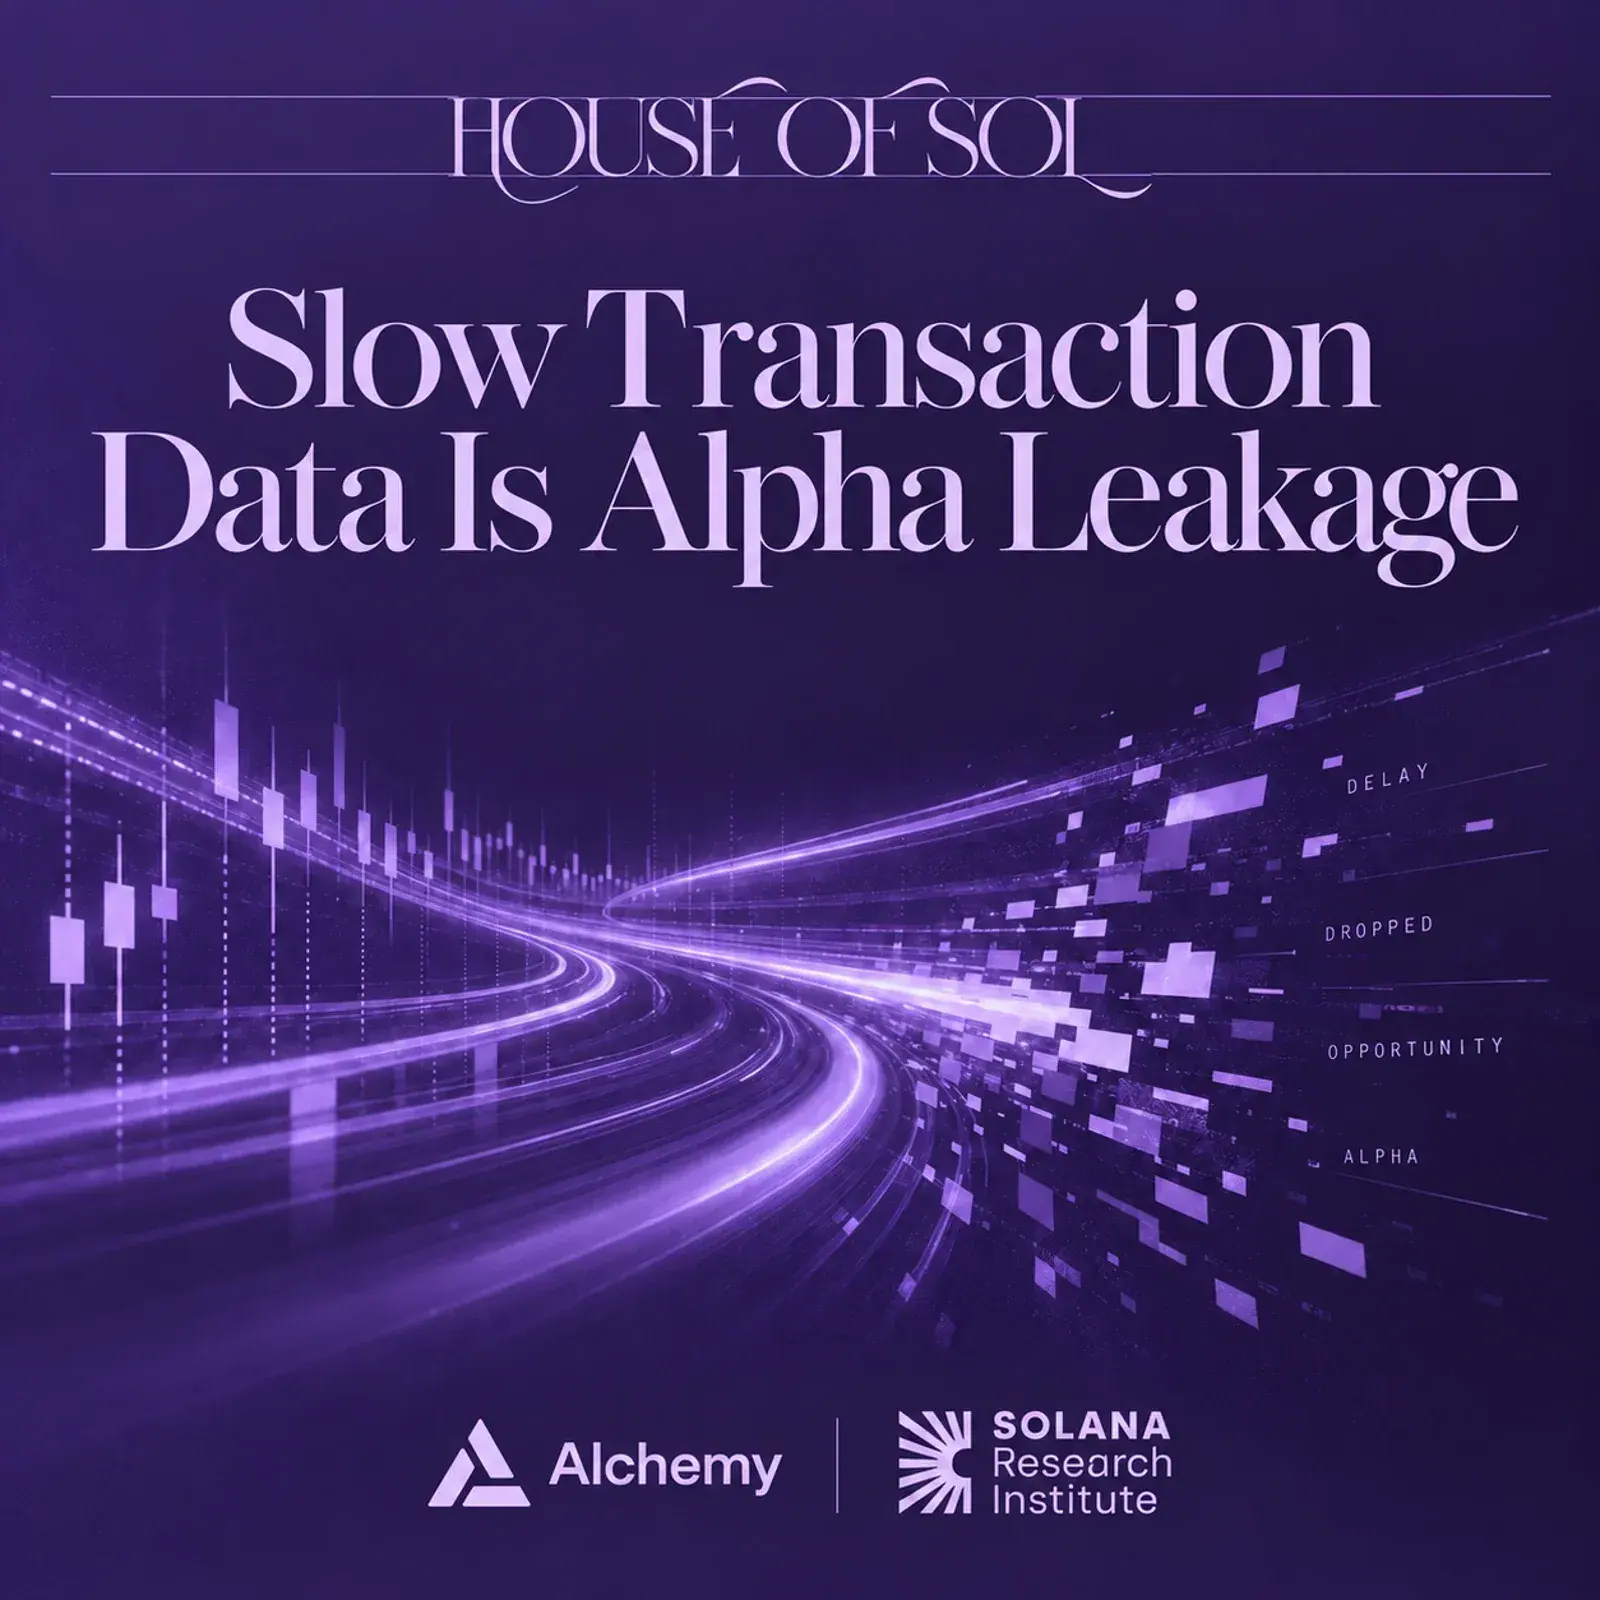 HOUSE OF SOL
Slow Transaction
Data Is Alpha Leakage
DELAY
DROPPED
OPPORTUNITY
ALPHA
Alchemy
SOLANA
Research
Institute